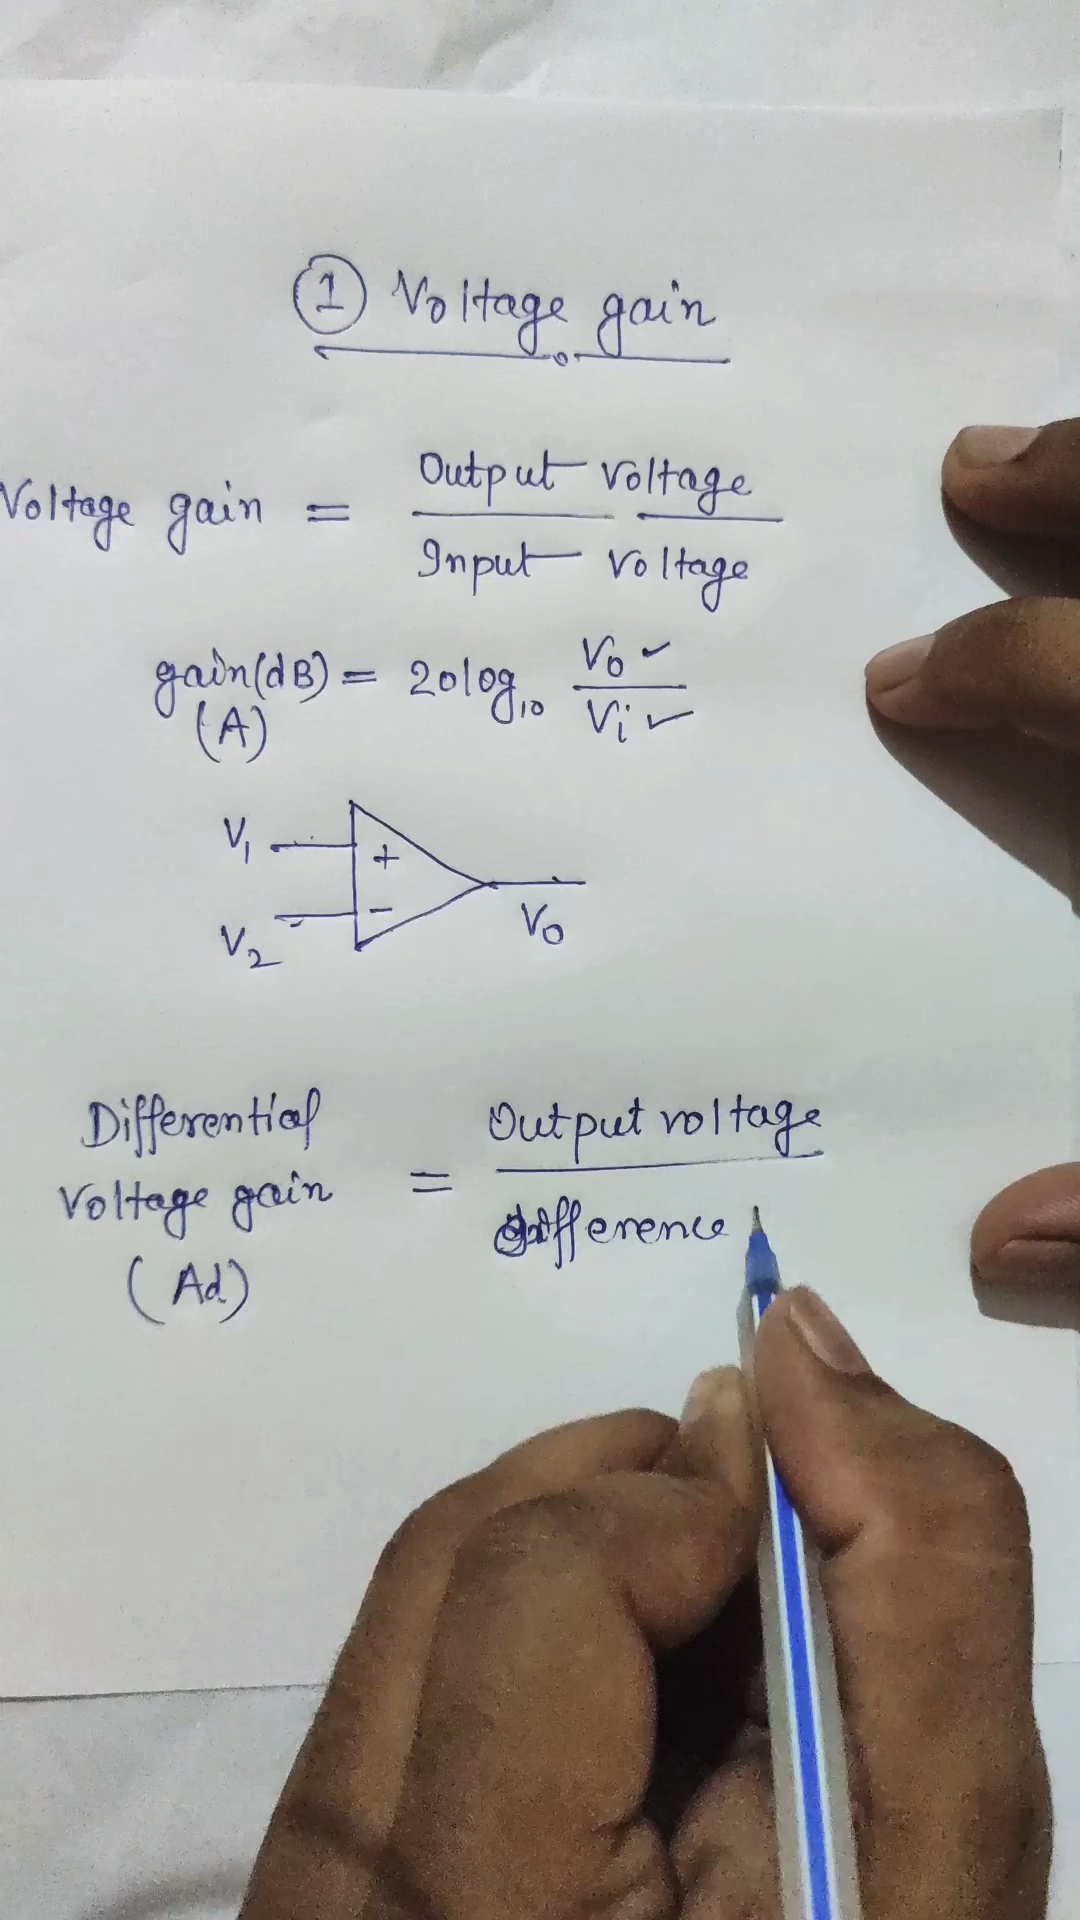 ① Voltage gain
Voltage gain = Output voltage / Input voltage
gain(dB) = 20log₁₀ Vo ✓ / Vi ✓
(A)
V₁
+
-
V₂
Vo
Differential
Voltage gain = Output voltage / difference
(Ad)